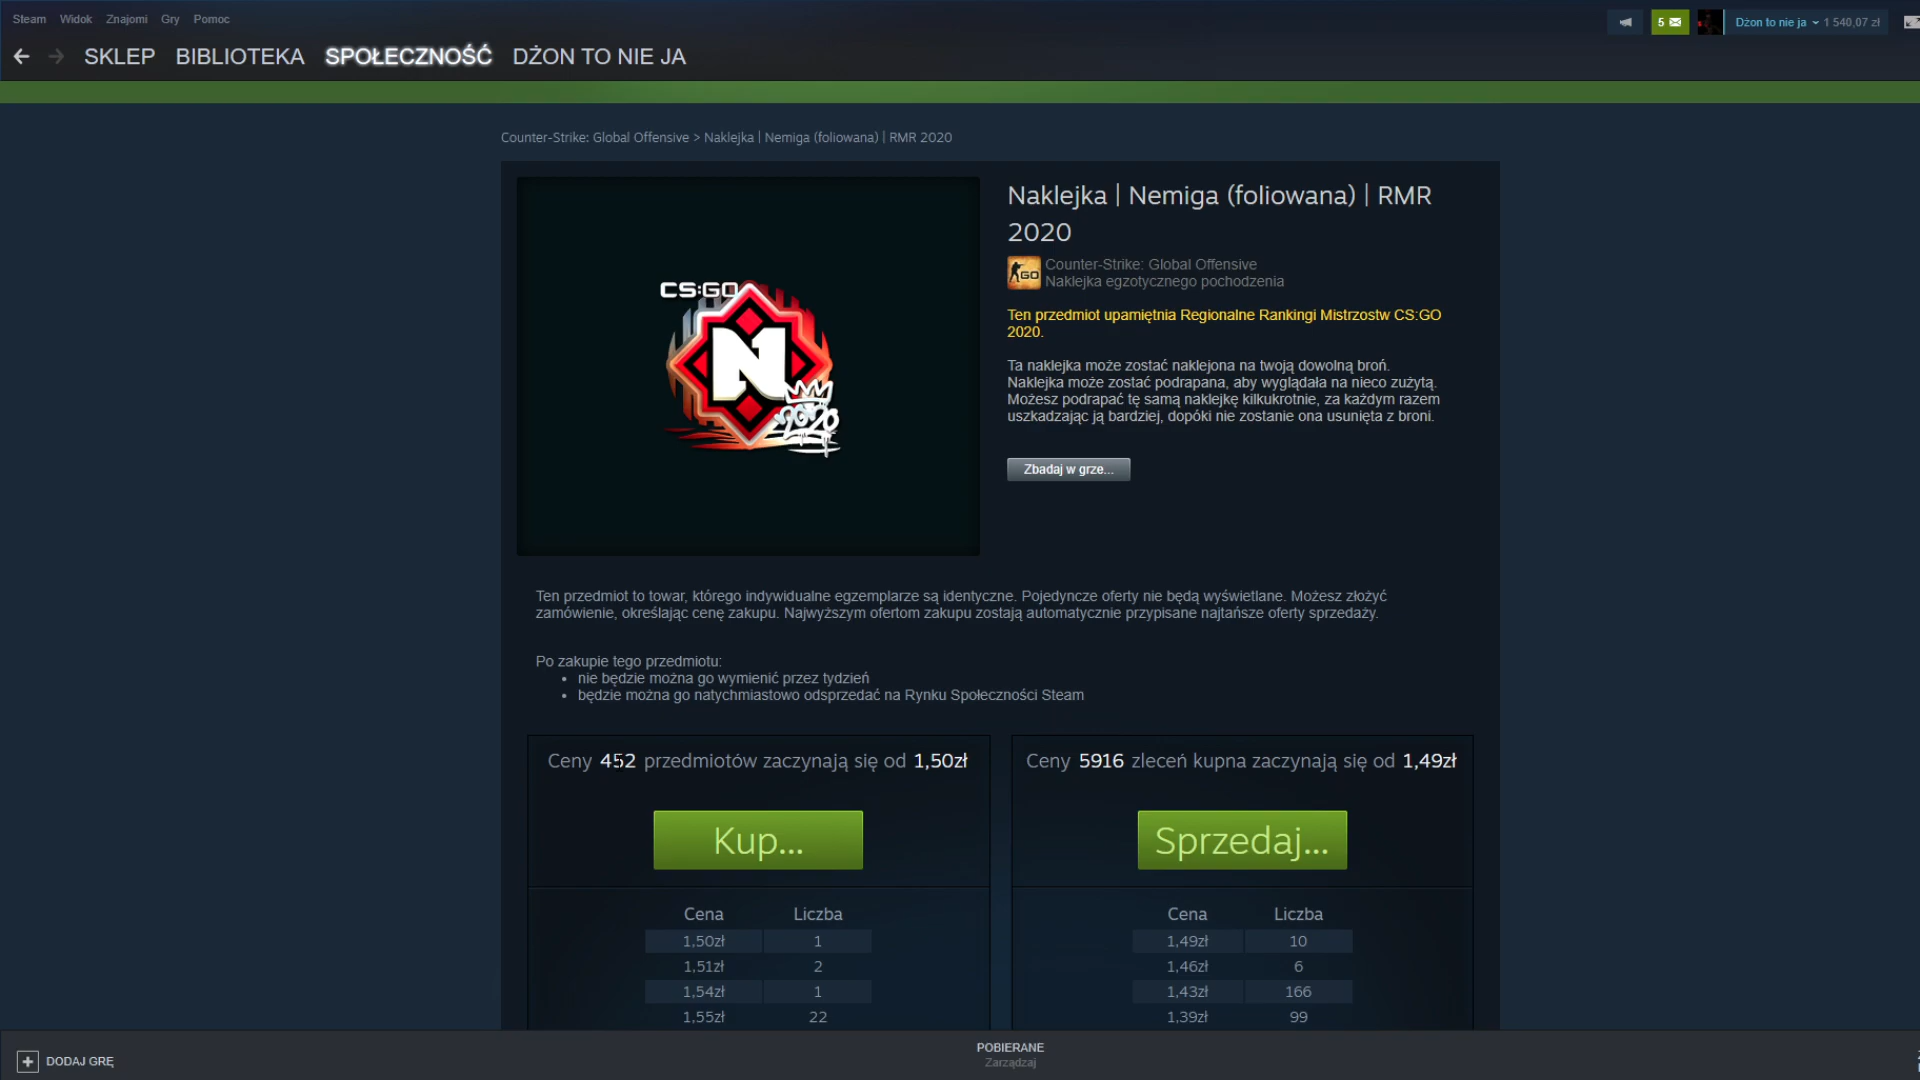 Steam Widok Znajomi Gry Pomoc
5
Dżon to nie ja 1 540,07 zł
SKLEP BIBLIOTEKA SPOŁECZNOŚĆ DŻON TO NIE JA
Counter-Strike: Global Offensive > Naklejka | Nemiga (foliowana) | RMR 2020
CS:GO
N
2020
Naklejka | Nemiga (foliowana) | RMR
2020
GO
Counter-Strike: Global Offensive
Naklejka egzotycznego pochodzenia
Ten przedmiot upamiętnia Regionalne Rankingi Mistrzostw CS:GO
2020.
Ta naklejka może zostać naklejona na twoją dowolną broń.
Naklejka może zostać podrapana, aby wyglądała na nieco zużytą.
Możesz podrapać tę samą naklejkę kilkukrotnie, za każdym razem
uszkadzając ją bardziej, dopóki nie zostanie ona usunięta z broni.
Zbadaj w grze...
Ten przedmiot to towar, którego indywidualne egzemplarze są identyczne. Pojedyncze oferty nie będą wyświetlane. Możesz złożyć
zamówienie, określając cenę zakupu. Najwyższym ofertom zakupu zostają automatycznie przypisane najtańsze oferty sprzedaży.
Po zakupie tego przedmiotu:
• nie będzie można go wymienić przez tydzień
• będzie można go natychmiastowo odsprzedać na Rynku Społeczności Steam
Ceny 452 przedmiotów zaczynają się od 1,50zł
Kup...
Cena Liczba
1,50zł 1
1,51zł 2
1,54zł 1
1,55zł 22
Ceny 5916 zleceń kupna zaczynają się od 1,49zł
Sprzedaj...
Cena Liczba
1,49zł 10
1,46zł 6
1,43zł 166
1,39zł 99
+ DODAJ GRĘ
POBIERANE
Zarządzaj